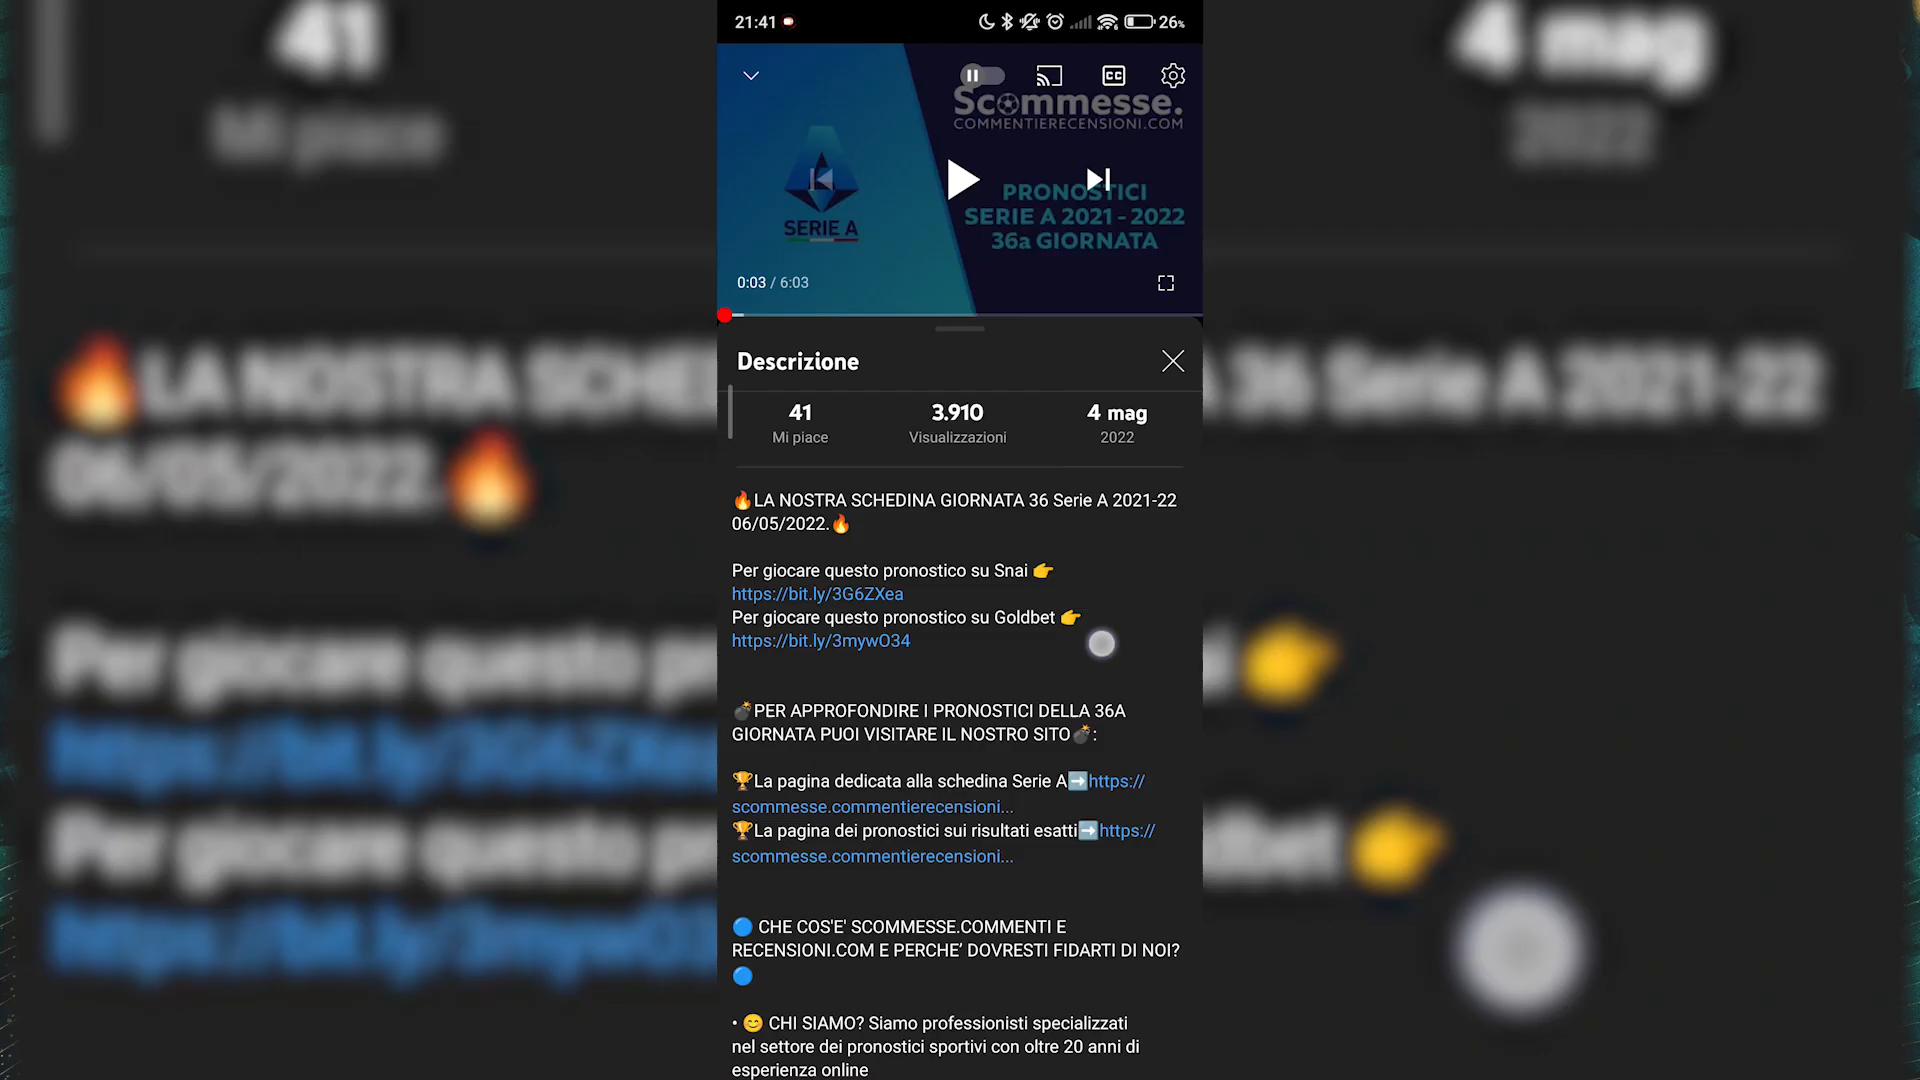 21:41
26%
Scommesse.
COMMENTIERECENSIONI.COM
SERIE A
PRONOSTICI
SERIE A 2021 - 2022
36a GIORNATA
0:03 / 6:03
Descrizione
41
3.910
4 mag
Mi piace
Visualizzazioni
2022
🔥LA NOSTRA SCHEDINA GIORNATA 36 Serie A 2021-22
06/05/2022.🔥
Per giocare questo pronostico su Snai 👉
https://bit.ly/3G6ZXea
Per giocare questo pronostico su Goldbet 👉
https://bit.ly/3mywO34
💣PER APPROFONDIRE I PRONOSTICI DELLA 36A
GIORNATA PUOI VISITARE IL NOSTRO SITO💣:
🏆La pagina dedicata alla schedina Serie A➡️https://
scommesse.commentierecensioni...
🏆La pagina dei pronostici sui risultati esatti➡️https://
scommesse.commentierecensioni...
🔵 CHE COS'E' SCOMMESSE.COMMENTI E
RECENSIONI.COM E PERCHE’ DOVRESTI FIDARTI DI NOI?
🔵
• 😊 CHI SIAMO? Siamo professionisti specializzati
nel settore dei pronostici sportivi con oltre 20 anni di
esperienza online
41
Mi piace
4 mag
2022
🔥LA NOSTRA SCHED
36 Serie A 2021-22
06/05/2022.🔥
Per giocare questo pr
https://bit.ly/3G6ZXe
Per giocare questo pr
https://bit.ly/3mywO3